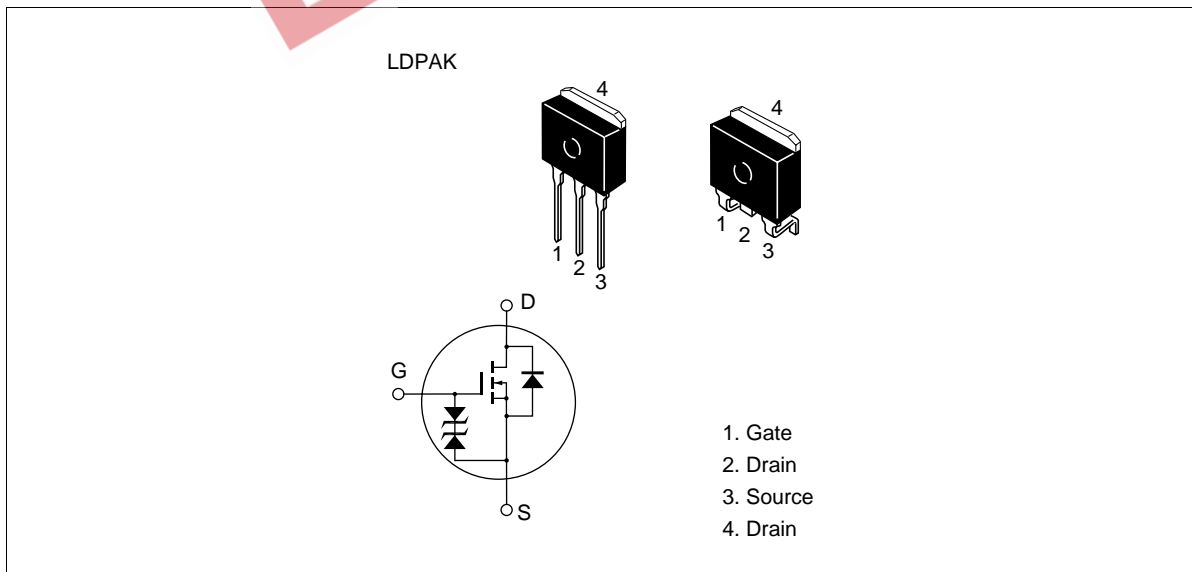 LDPAK
4
4
1
2
3
1
2
3
D
G
S
1. Gate
2. Drain
3. Source
4. Drain